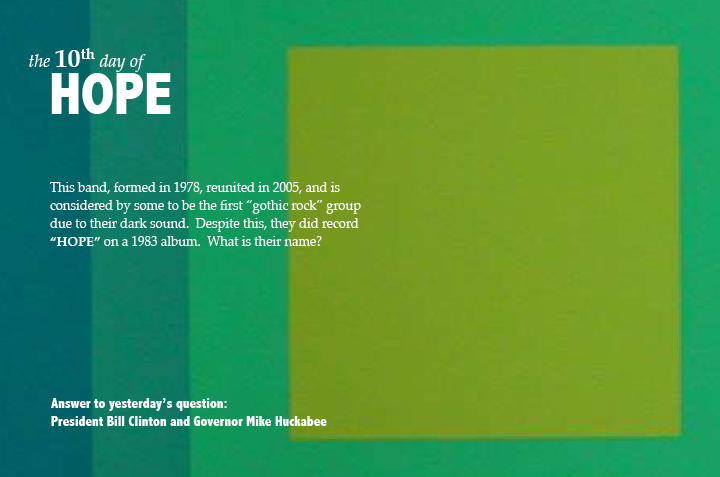 the 10th day of
HOPE
This band, formed in 1978, reunited in 2005, and is
considered by some to be the first “gothic rock” group
due to their dark sound.  Despite this, they did record
“HOPE” on a 1983 album.  What is their name?
Answer to yesterday’s question:
President Bill Clinton and Governor Mike Huckabee